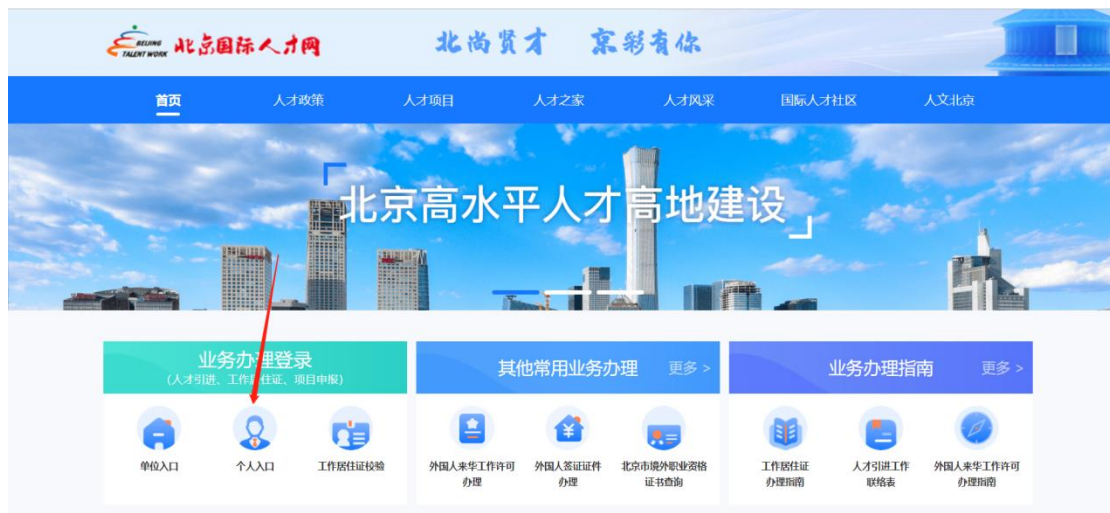 BEIJING
TALENT WORK
北京国际人才网
北尚贤才 京彩有你
首页 人才政策 人才项目 人才之家 人才风采 国际人才社区 人文北京
北京高水平人才高地建设
业务办理登录
(人才引进、工作居住证、项目申报)
单位入口 个人入口 工作居住证校验
其他常用业务办理 更多 >
外国人来华工作许可
办理
外国人签证证件
办理
北京市境外职业资格
证书查询
业务办理指南 更多 >
工作居住证
办理指南
人才引进工作
联络表
外国人来华工作许可
办理指南